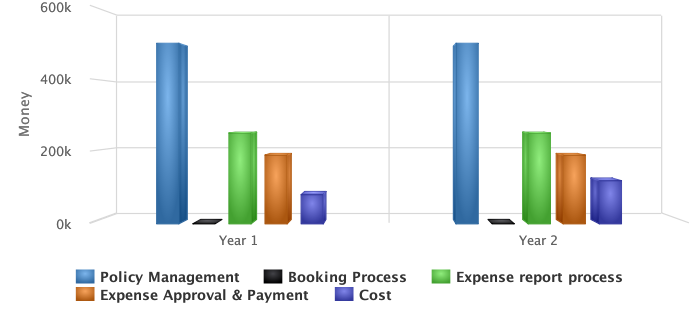 600k
400k
200k
0k
Money
Year 1
Year 2
Policy Management
Booking Process
Expense report process
Expense Approval & Payment
Cost